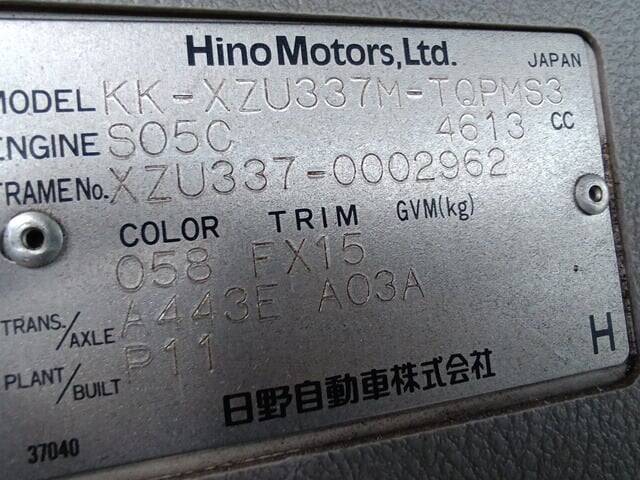 Hino Motors, Ltd. JAPAN
MODEL KK-XZU337M-TQPMS3
ENGINE S05C 4613 CC
FRAME No. XZU337-0002962
COLOR TRIM GVM(kg)
058 FX15
TRANS./AXLE A443E A03A
PLANT/BUILT P11
H
日野自動車株式会社
37040